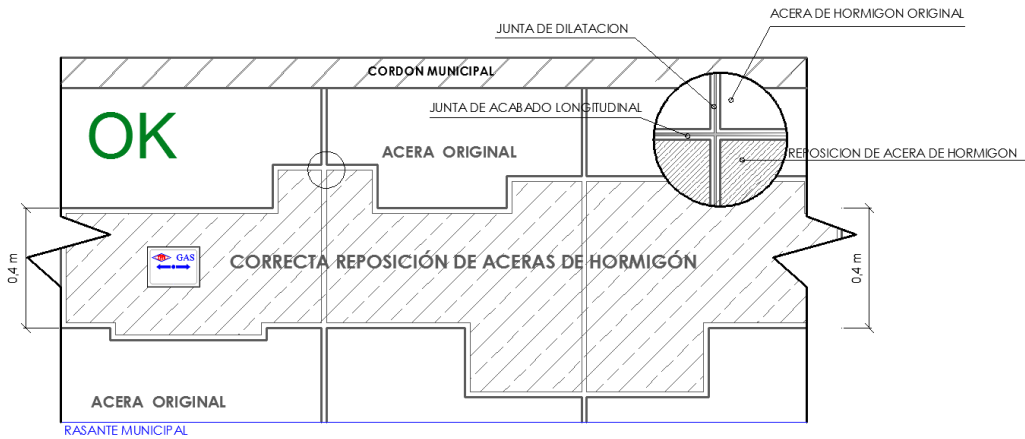 ACERA DE HORMIGON ORIGINAL
JUNTA DE DILATACION
CORDON MUNICIPAL
JUNTA DE ACABADO LONGITUDINAL
OK
ACERA ORIGINAL
REPOSICION DE ACERA DE HORMIGON
GAS
CORRECTA REPOSICIÓN DE ACERAS DE HORMIGÓN
0,4 m
0,4 m
ACERA ORIGINAL
RASANTE MUNICIPAL